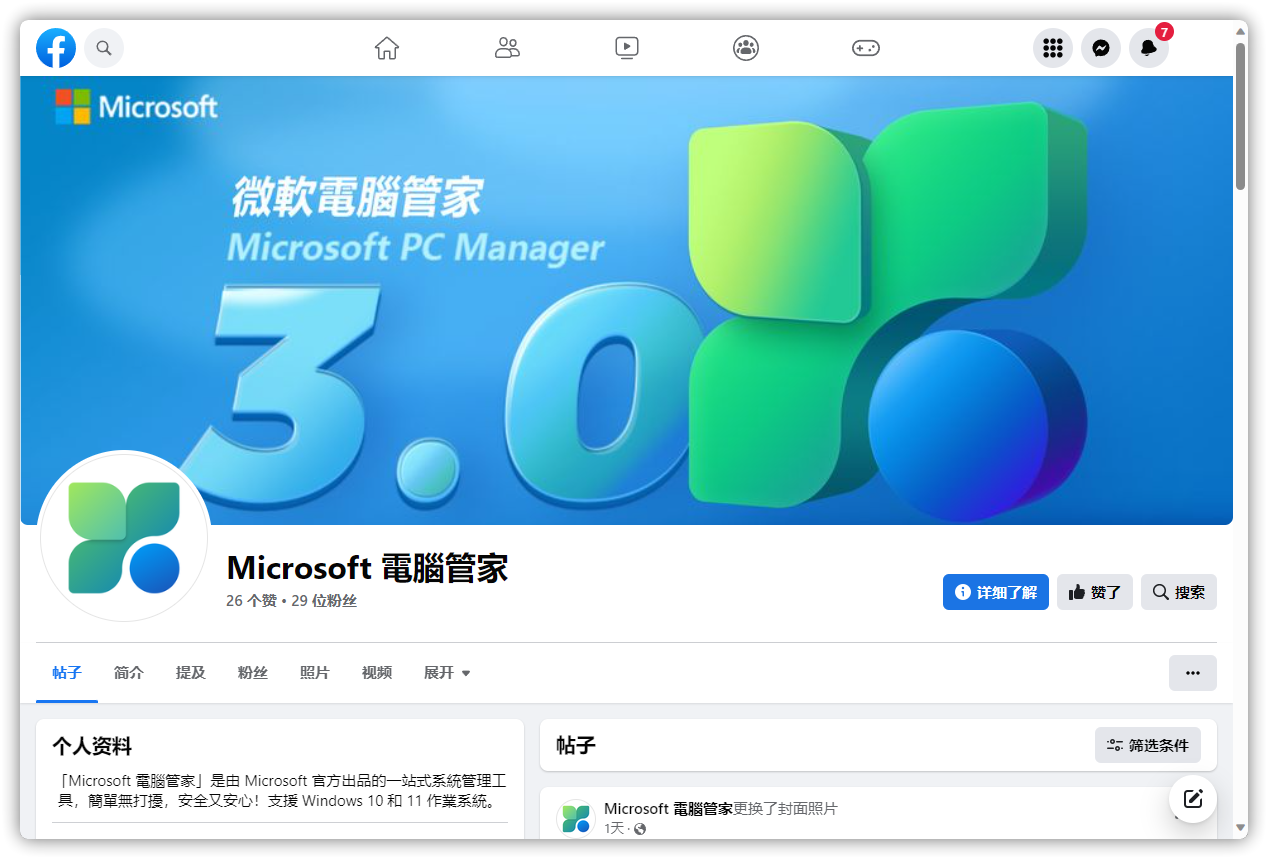 7
Microsoft
微軟電腦管家
Microsoft PC Manager
3.0
Microsoft 電腦管家
26 个赞 • 29 位粉丝
详细了解
赞了
搜索
帖子
简介
提及
粉丝
照片
视频
展开
个人资料
「Microsoft 電腦管家」是由 Microsoft 官方出品的一站式系統管理工
具，簡單無打擾，安全又安心！支援 Windows 10 和 11 作業系統。
帖子
筛选条件
Microsoft 電腦管家更换了封面照片
1天 ·